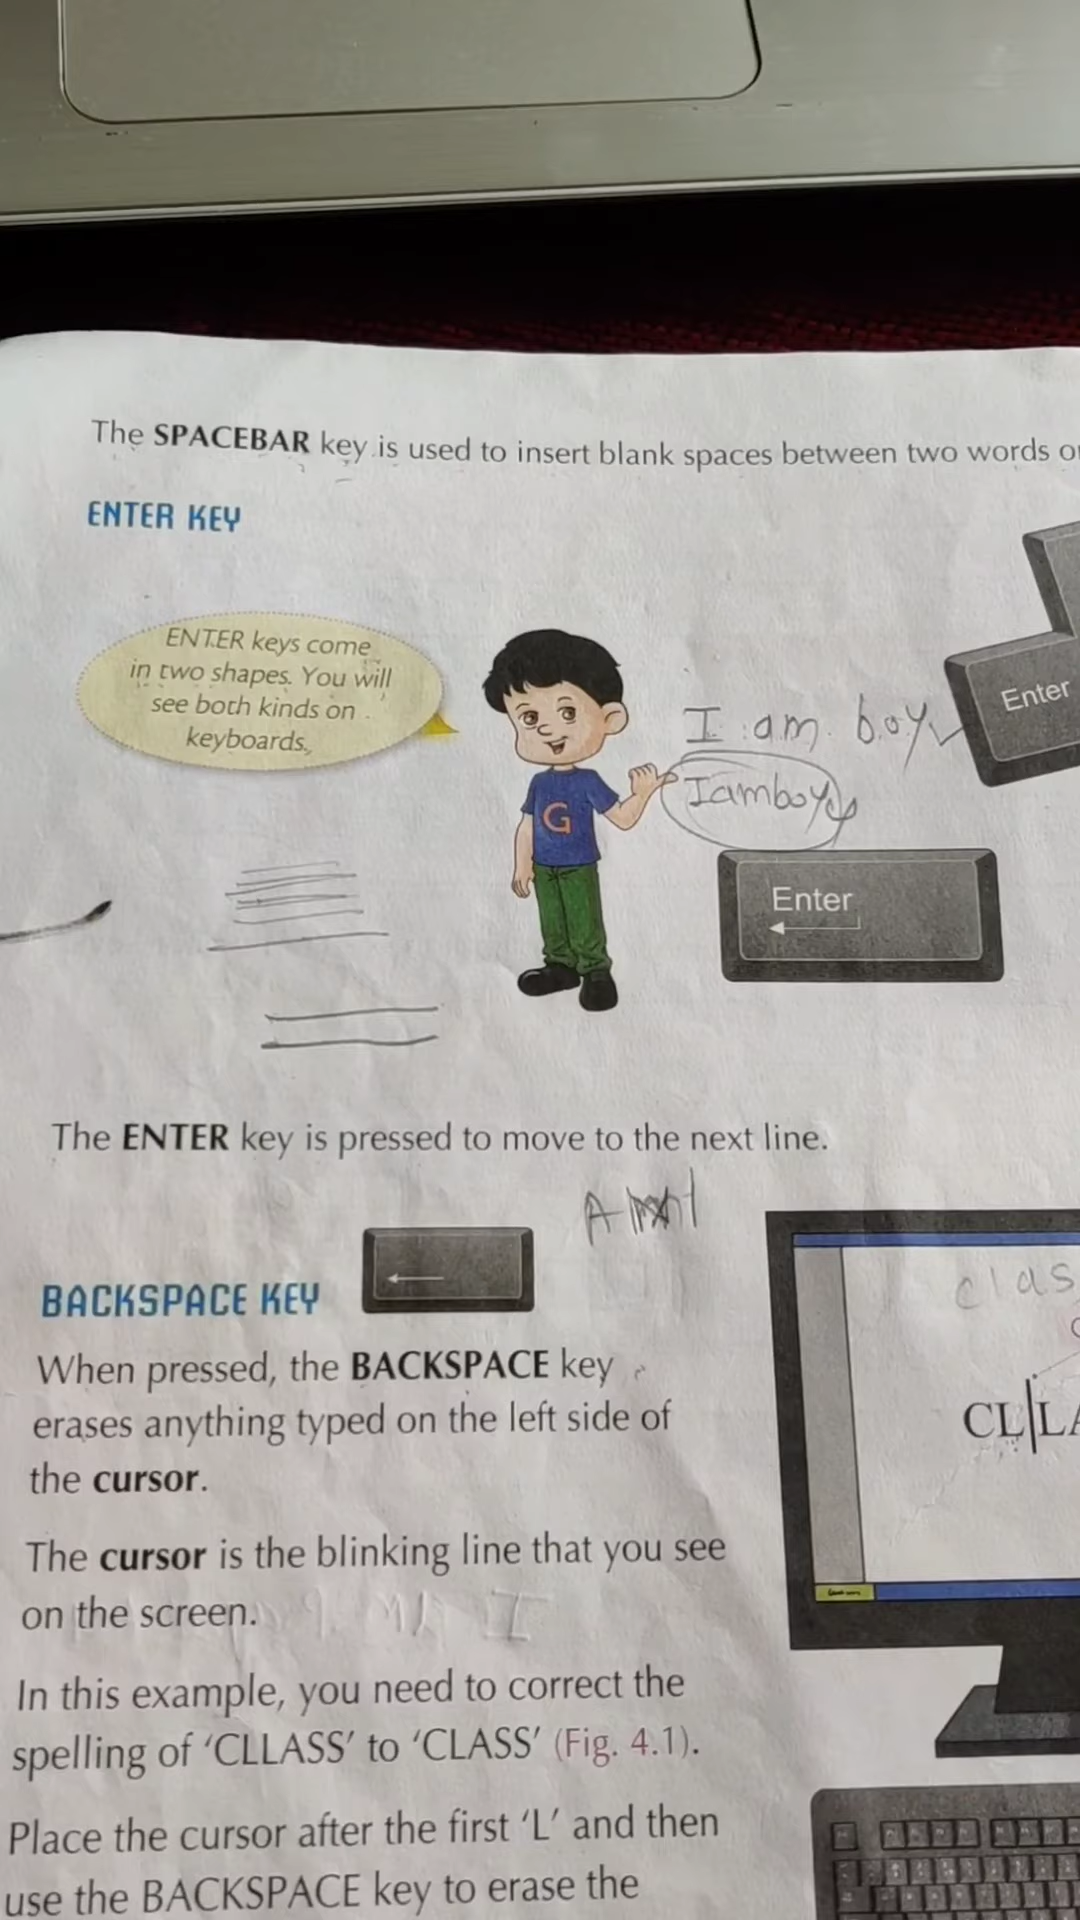 The SPACEBAR key is used to insert blank spaces between two words
ENTER KEY
ENTER keys come
in two shapes. You will
see both kinds on
keyboards.
I am boy
Iamboy
G
Enter
Enter
The ENTER key is pressed to move to the next line.
BACKSPACE KEY
When pressed, the BACKSPACE key
erases anything typed on the left side of
the cursor.
clas
CL|LA
The cursor is the blinking line that you see
on the screen.
In this example, you need to correct the
spelling of ‘CLLASS’ to ‘CLASS’ (Fig. 4.1).
Place the cursor after the first ‘L’ and then
use the BACKSPACE key to erase the